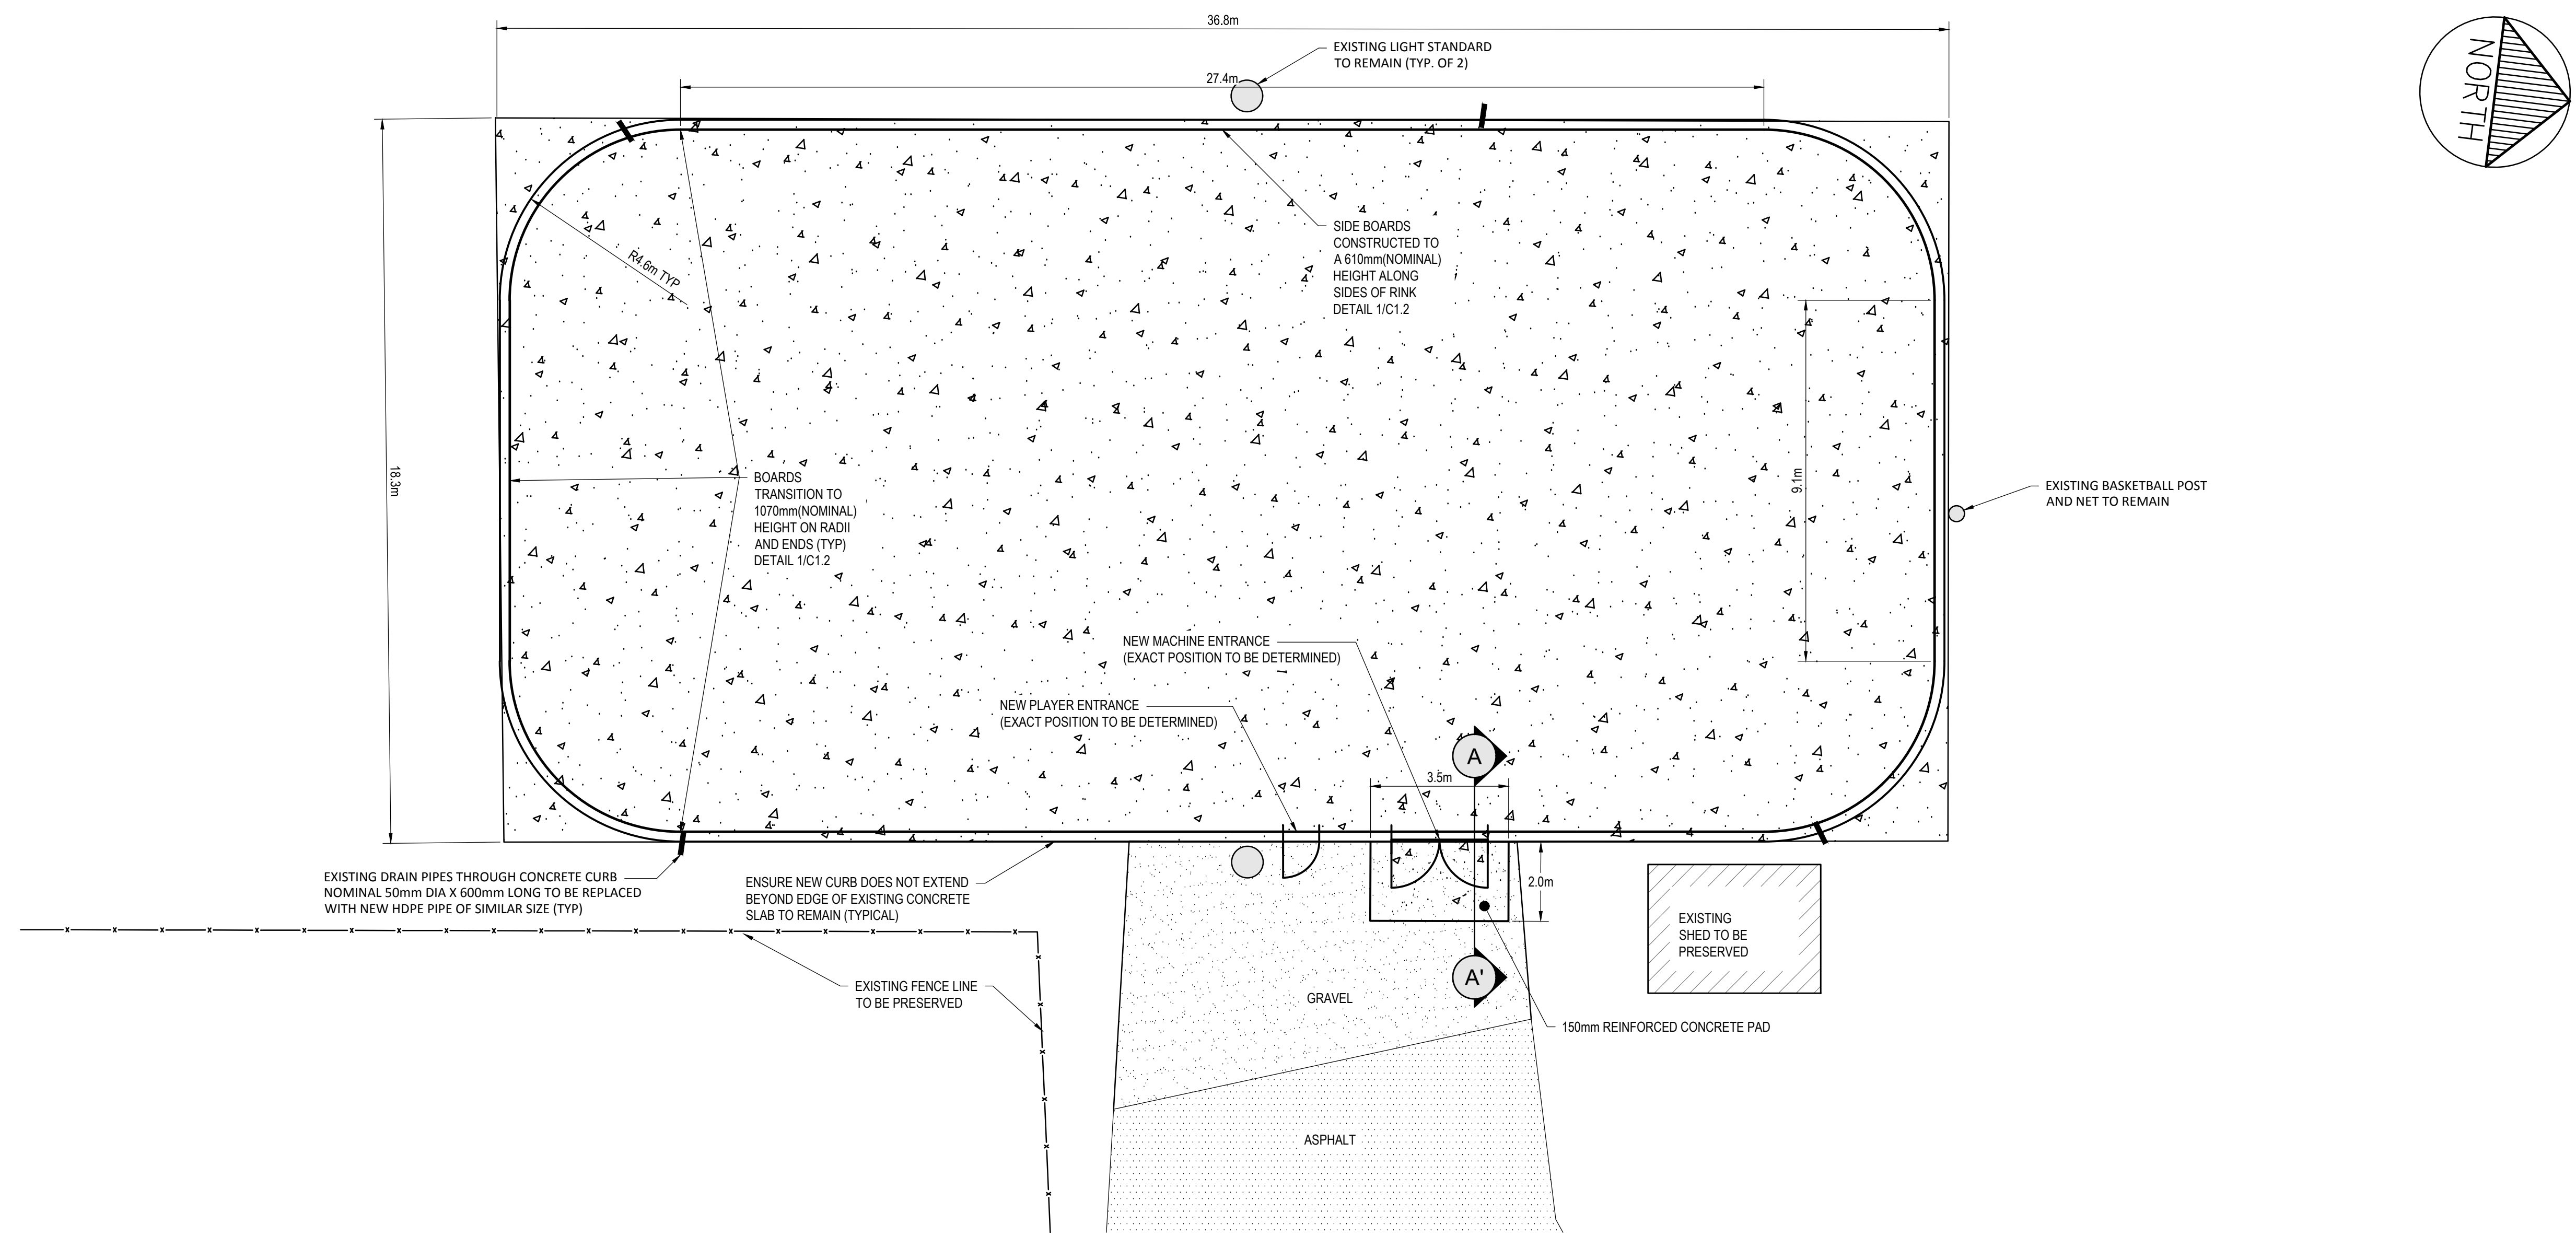 36.8m
EXISTING LIGHT STANDARD
TO REMAIN (TYP. OF 2)
27.4m
NORTH
R4.6m TYP
SIDE BOARDS
CONSTRUCTED TO
A 610mm(NOMINAL)
HEIGHT ALONG
SIDES OF RINK
DETAIL 1/C1.2
18.3m
BOARDS
TRANSITION TO
1070mm(NOMINAL)
HEIGHT ON RADII
AND ENDS (TYP)
DETAIL 1/C1.2
9.1m
EXISTING BASKETBALL POST
AND NET TO REMAIN
NEW MACHINE ENTRANCE
(EXACT POSITION TO BE DETERMINED)
NEW PLAYER ENTRANCE
(EXACT POSITION TO BE DETERMINED)
A
3.5m
EXISTING DRAIN PIPES THROUGH CONCRETE CURB
NOMINAL 50mm DIA X 600mm LONG TO BE REPLACED
WITH NEW HDPE PIPE OF SIMILAR SIZE (TYP)
ENSURE NEW CURB DOES NOT EXTEND
BEYOND EDGE OF EXISTING CONCRETE
SLAB TO REMAIN (TYPICAL)
2.0m
EXISTING
SHED TO BE
PRESERVED
EXISTING FENCE LINE
TO BE PRESERVED
A'
GRAVEL
150mm REINFORCED CONCRETE PAD
ASPHALT